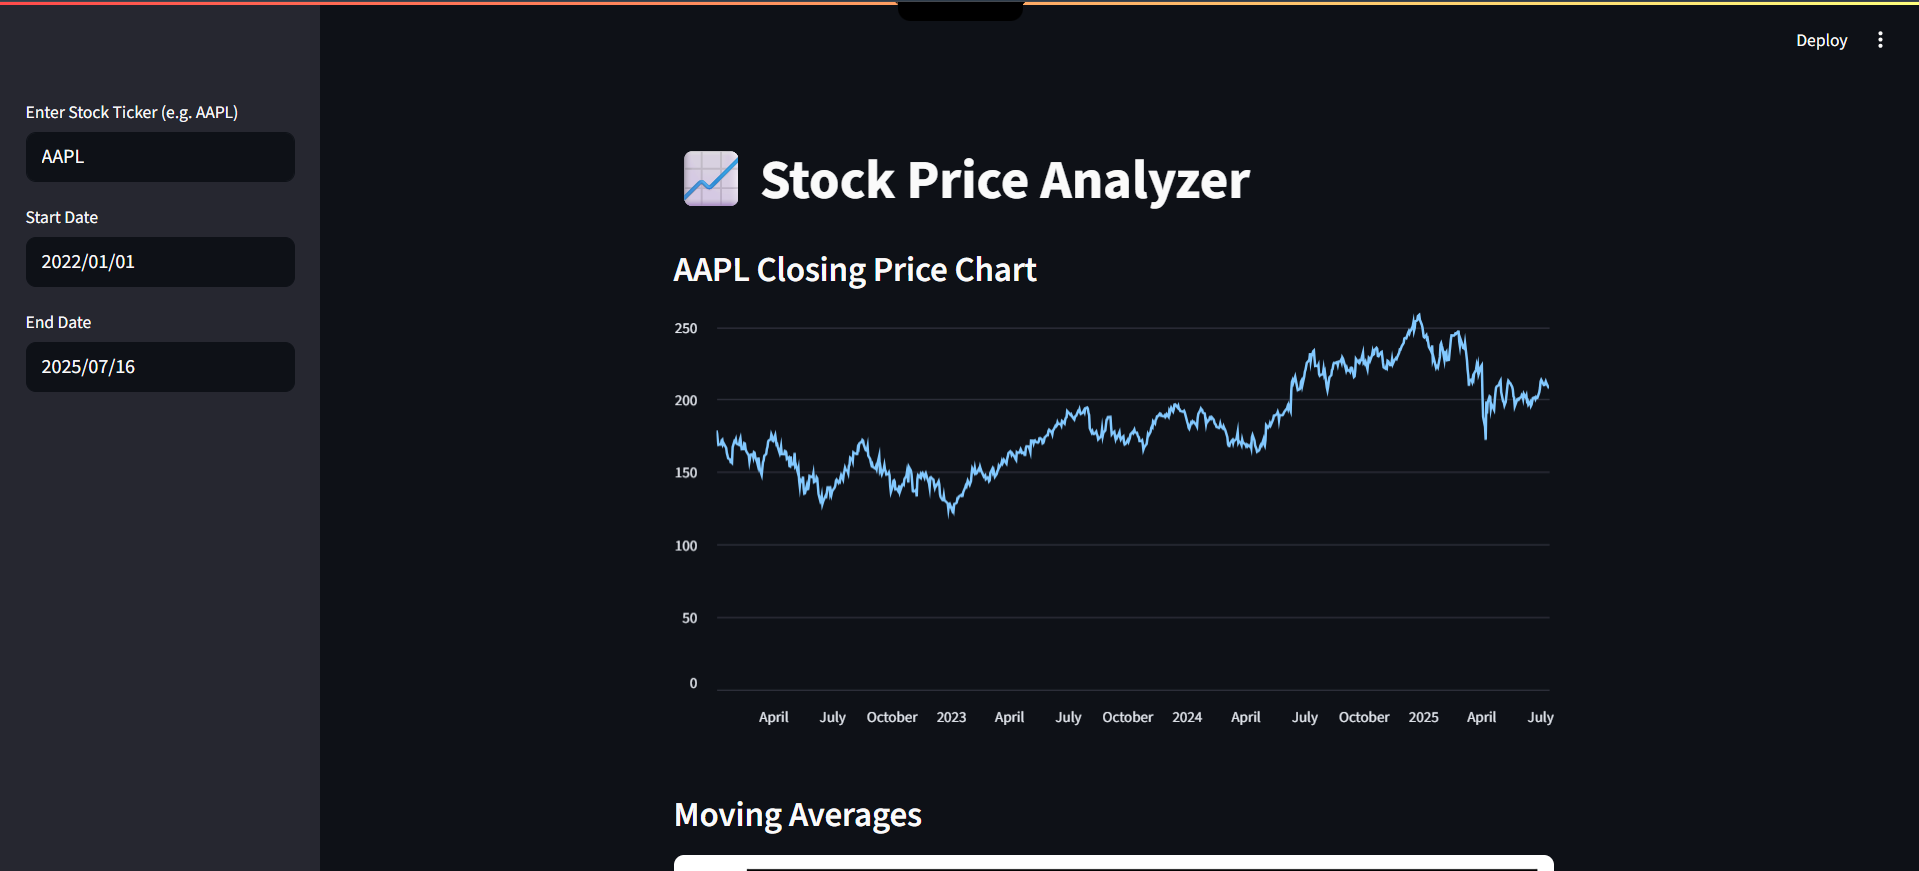 Deploy
Enter Stock Ticker (e.g. AAPL)
AAPL
Start Date
2022/01/01
End Date
2025/07/16
Stock Price Analyzer
AAPL Closing Price Chart
250
200
150
100
50
0
April July October 2023 April July October 2024 April July October 2025 April July
Moving Averages